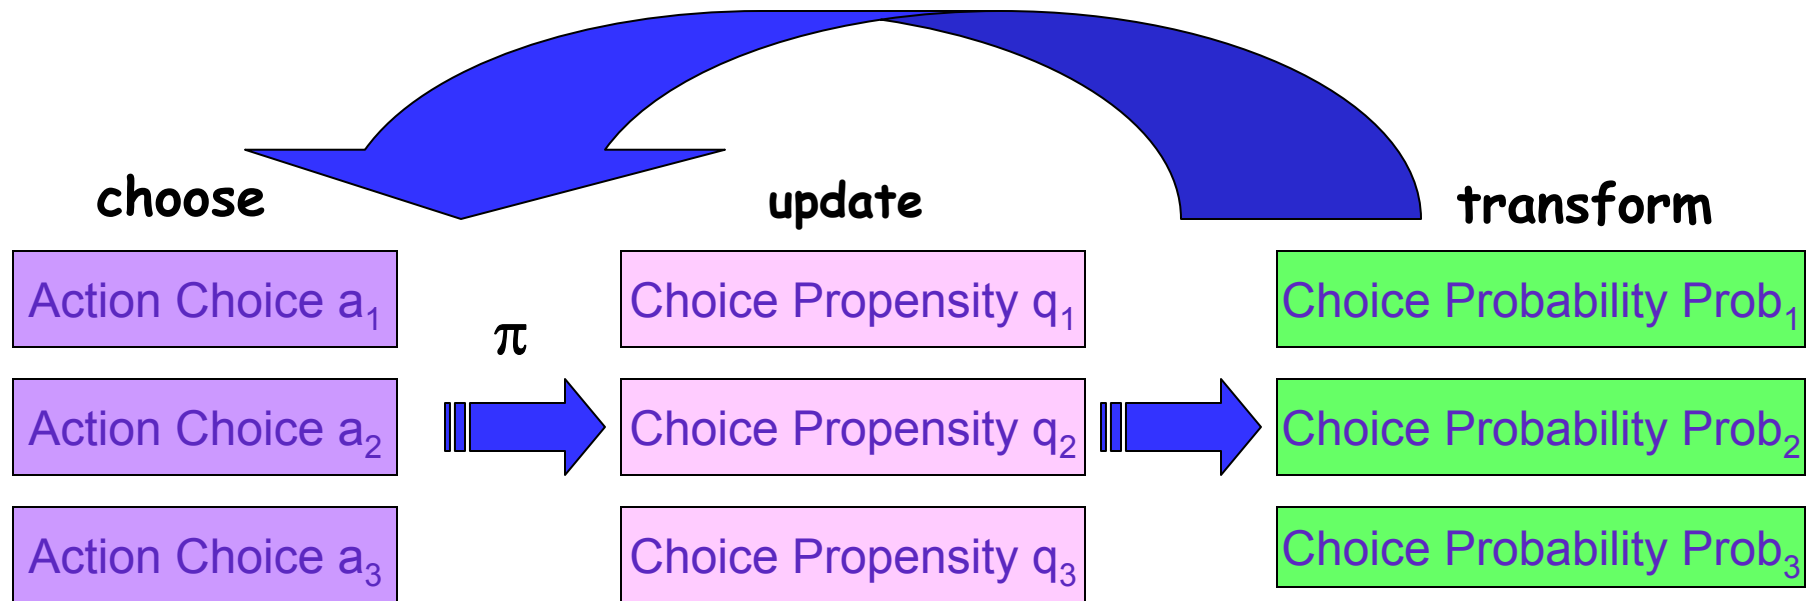 choose update transform
Action Choice a₁ π Choice Propensity q₁ Choice Probability Prob₁
Action Choice a₂ Choice Propensity q₂ Choice Probability Prob₂
Action Choice a₃ Choice Propensity q₃ Choice Probability Prob₃